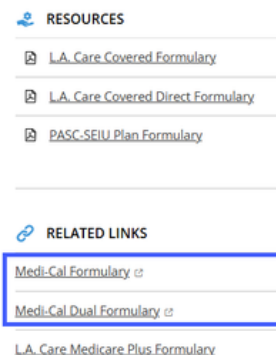 RESOURCES
L.A. Care Covered Formulary
L.A. Care Covered Direct Formulary
PASC-SEIU Plan Formulary
RELATED LINKS
Medi-Cal Formulary
Medi-Cal Dual Formulary
L.A. Care Medicare Plus Formulary